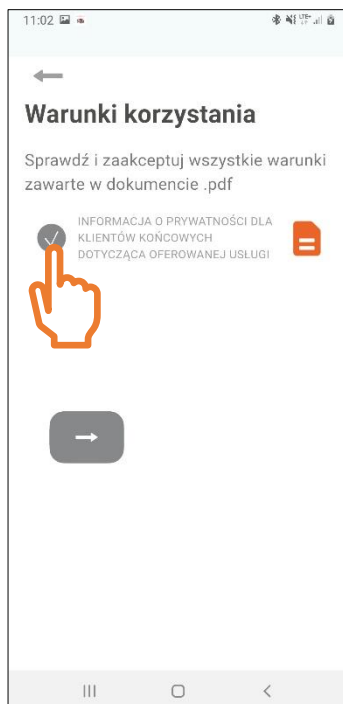 11:02
Warunki korzystania
Sprawdź i zaakceptuj wszystkie warunki
zawarte w dokumencie .pdf
INFORMACJA O PRYWATNOŚCI DLA
KLIENTÓW KOŃCOWYCH
DOTYCZĄCA OFEROWANEJ USŁUGI